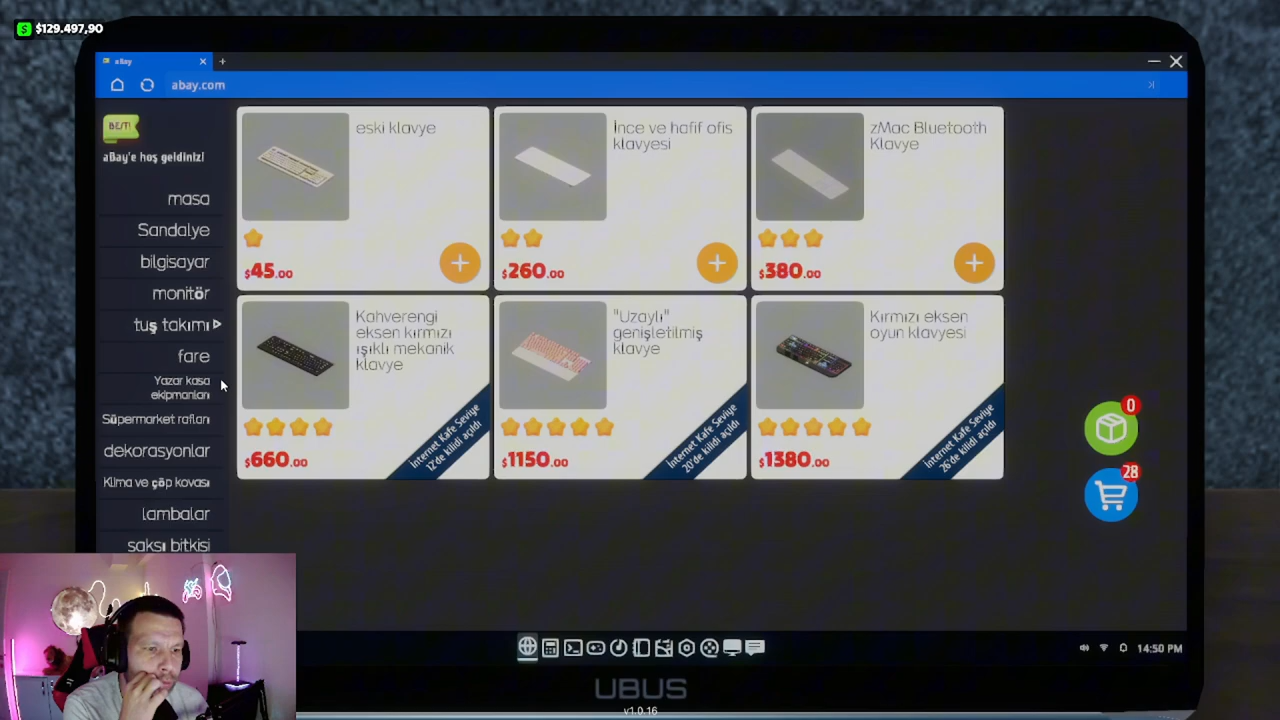 $ $129.497,90
aBay
abay.com
BEST!
aBay'e hoş geldiniz!
masa
Sandalye
bilgisayar
monitör
tuş takımı
fare
Yazar kasa
ekipmanları
Süpermarket rafları
dekorasyonlar
Klima ve çöp kovası
lambalar
saksı bitkisi
eski klavye
$45.00
İnce ve hafif ofis
klavyesi
$260.00
zMac Bluetooth
Klavye
$380.00
Kahverengi
eksen kırmızı
ışıklı mekanik
klavye
$660.00
İnternet Kafe Seviye
12'de kilidi açıldı
"Uzaylı"
genişletilmiş
klavye
$1150.00
İnternet Kafe Seviye
20'de kilidi açıldı
Kırmızı eksen
oyun klavyesi
$1380.00
İnternet Kafe Seviye
26'de kilidi açıldı
0
28
14:50 PM
UBUS
v1.0.16